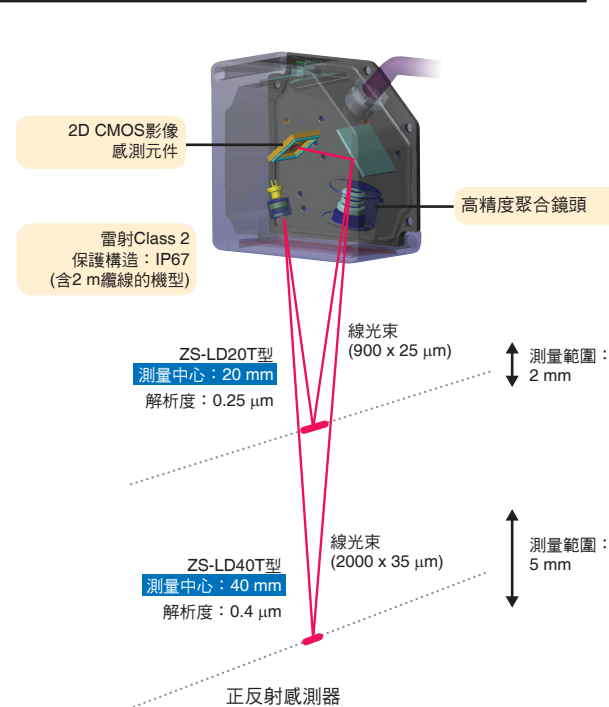 2D CMOS影像
感測元件
高精度聚合鏡頭
雷射Class 2
保護構造：IP67
(含2 m纜線的機型)
線光束
(900 x 25 μm)
ZS-LD20T型
測量中心：20 mm
解析度：0.25 μm
測量範圍：
2 mm
線光束
(2000 x 35 μm)
ZS-LD40T型
測量中心：40 mm
解析度：0.4 μm
測量範圍：
5 mm
正反射感測器